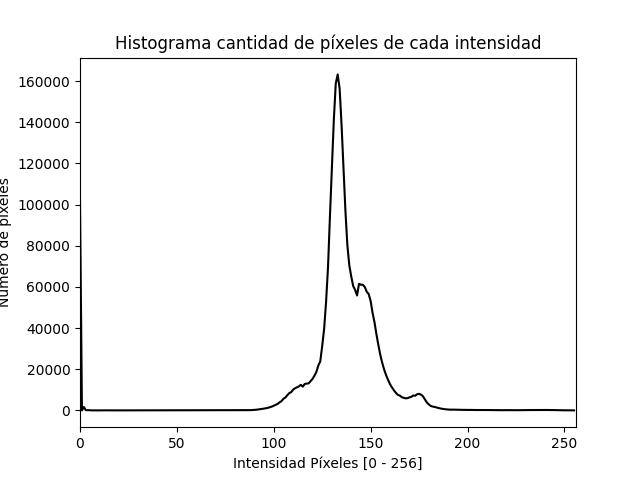 Histograma cantidad de píxeles de cada intensidad
160000
140000
120000
100000
80000
60000
40000
20000
0
Número de píxeles
0 50 100 150 200 250
Intensidad Píxeles [0 - 256]